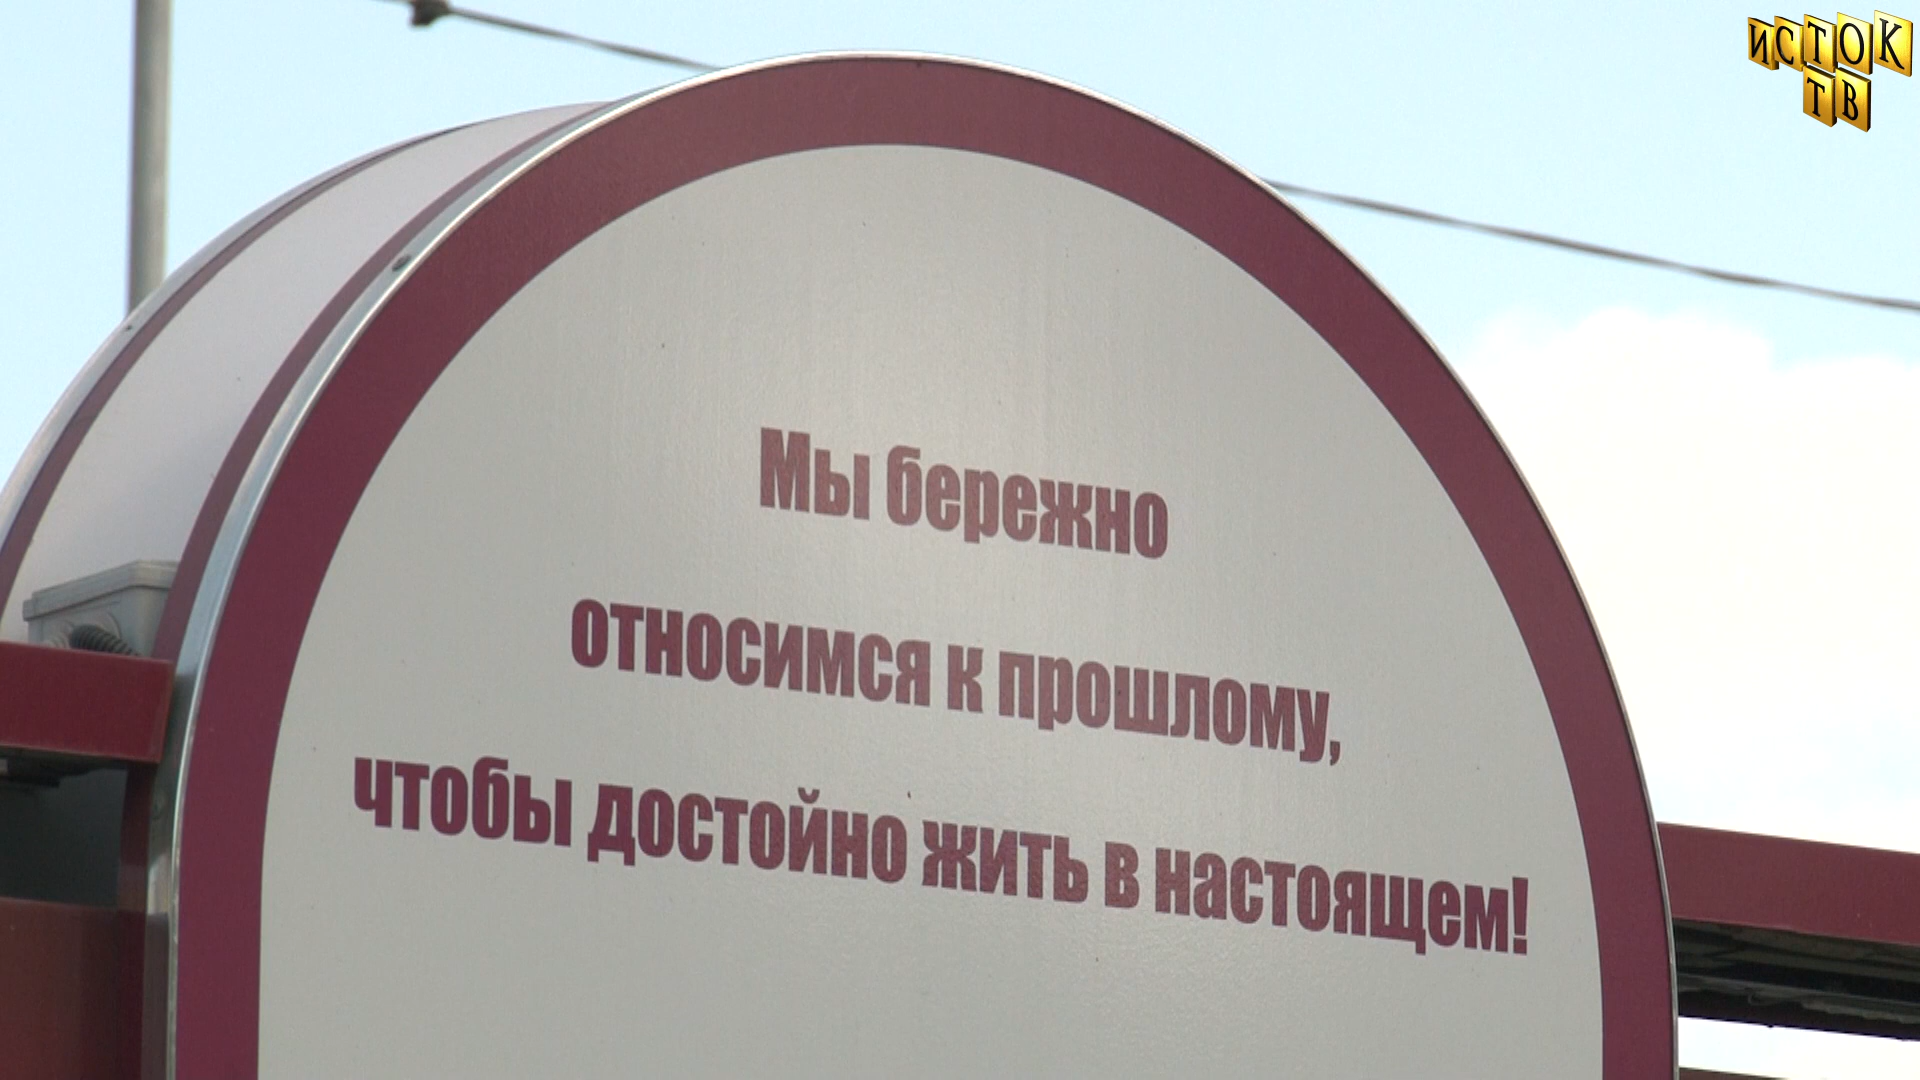 ИСТОК
ТВ
Мы бережно
относимся к прошлому,
чтобы достойно жить в настоящем!